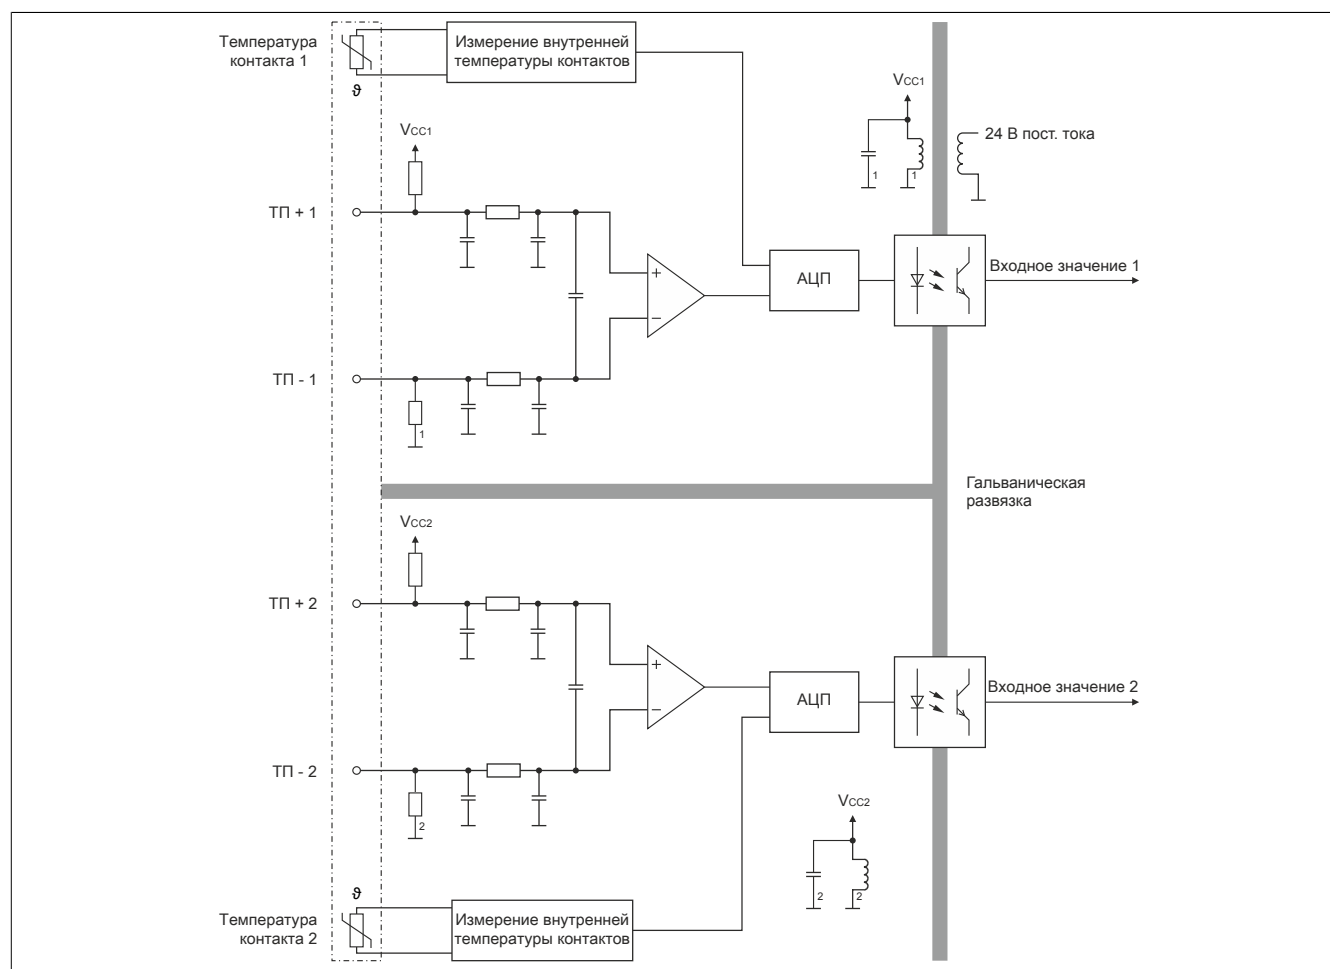 Температура
контакта 1
ϑ
Измерение внутренней
температуры контактов
VCC1
24 В пост. тока
1
1
VCC1
ТП + 1
АЦП
Входное значение 1
+
−
ТП - 1
1
Гальваническая
развязка
VCC2
ТП + 2
+
−
АЦП
Входное значение 2
ТП - 2
2
VCC2
2
2
ϑ
Температура
контакта 2
Измерение внутренней
температуры контактов